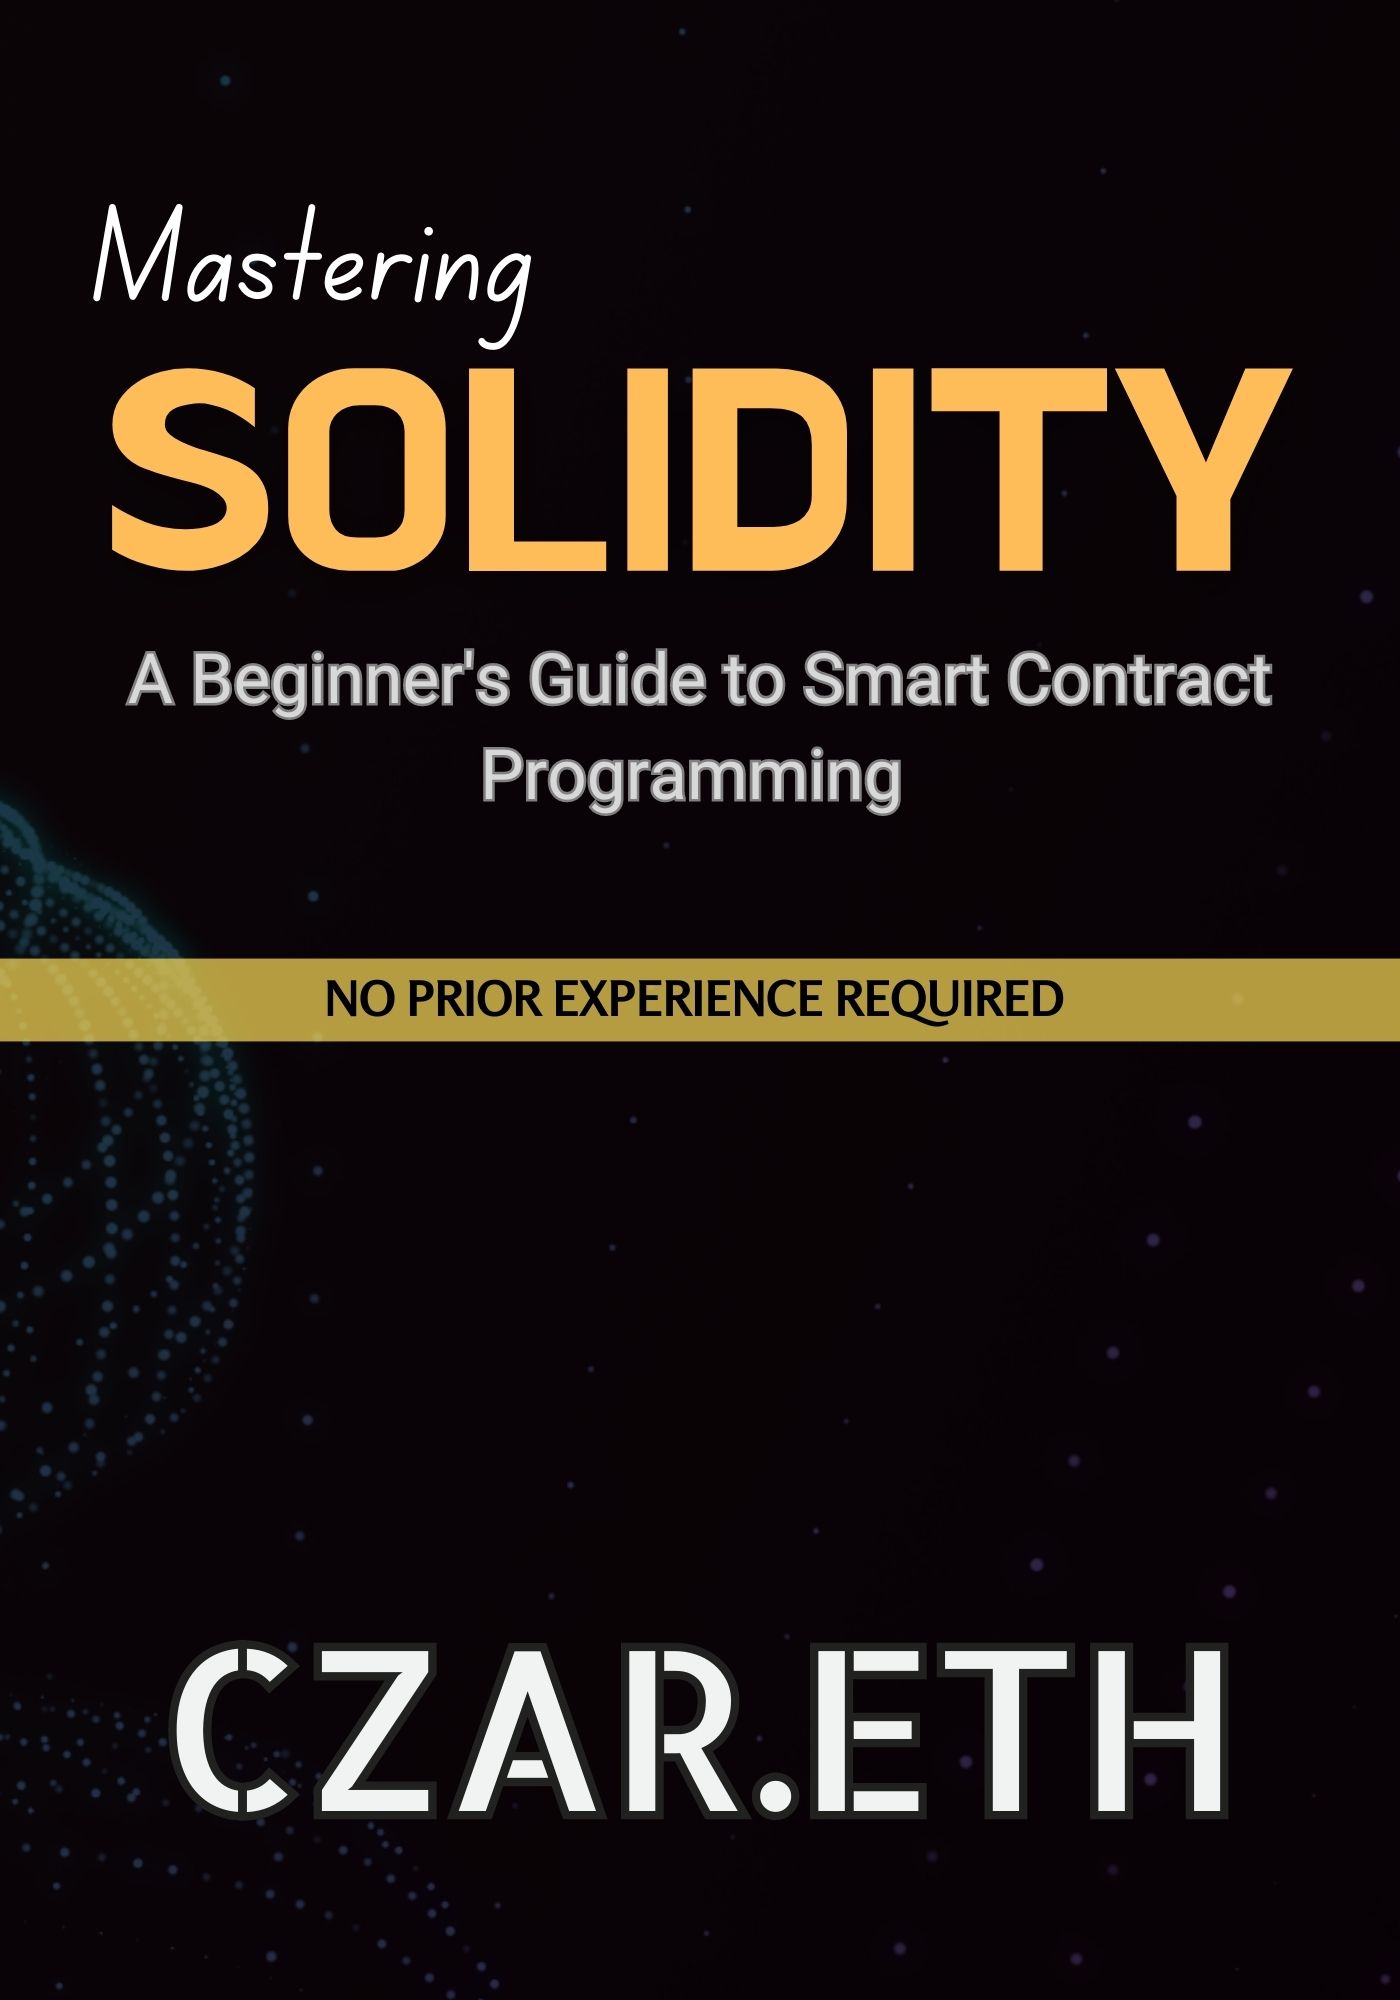 Mastering
SOLIDITY
A Beginner's Guide to Smart Contract
Programming
NO PRIOR EXPERIENCE REQUIRED
CZAR.ETH